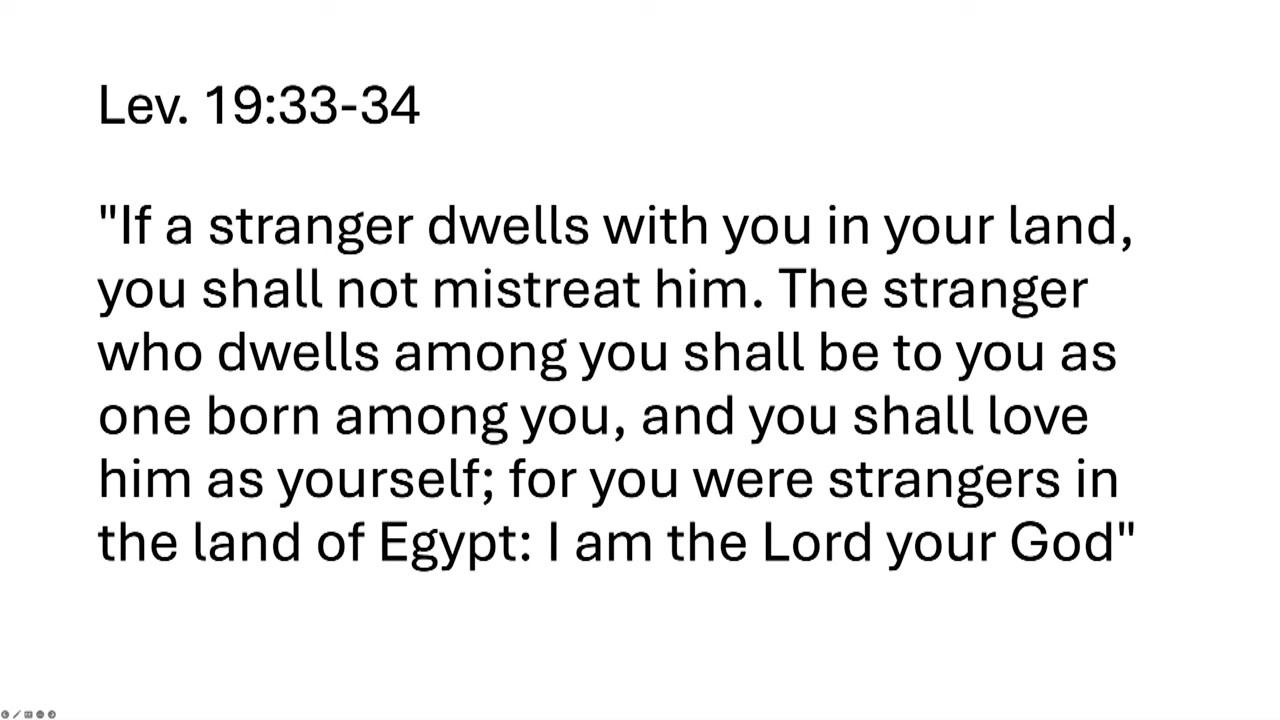 Lev. 19:33-34
"If a stranger dwells with you in your land,
you shall not mistreat him. The stranger
who dwells among you shall be to you as
one born among you, and you shall love
him as yourself; for you were strangers in
the land of Egypt: I am the Lord your God"